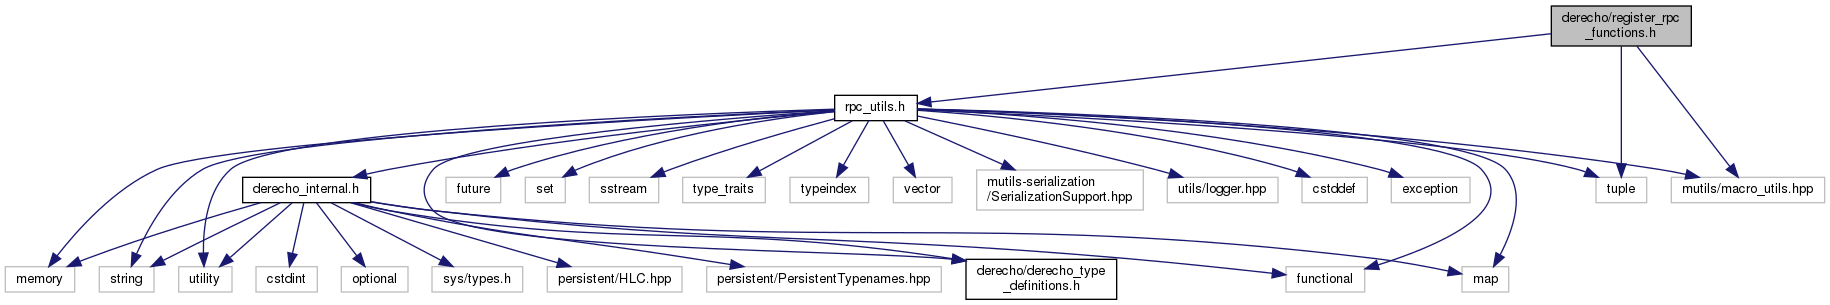 derecho/register_rpc
_functions.h
rpc_utils.h
derecho_internal.h
future
set
sstream
type_traits
typeindex
vector
mutils-serialization
/SerializationSupport.hpp
utils/logger.hpp
cstddef
exception
tuple
mutils/macro_utils.hpp
memory
string
utility
cstdint
optional
sys/types.h
persistent/HLC.hpp
persistent/PersistentTypenames.hpp
derecho/derecho_type
_definitions.h
functional
map